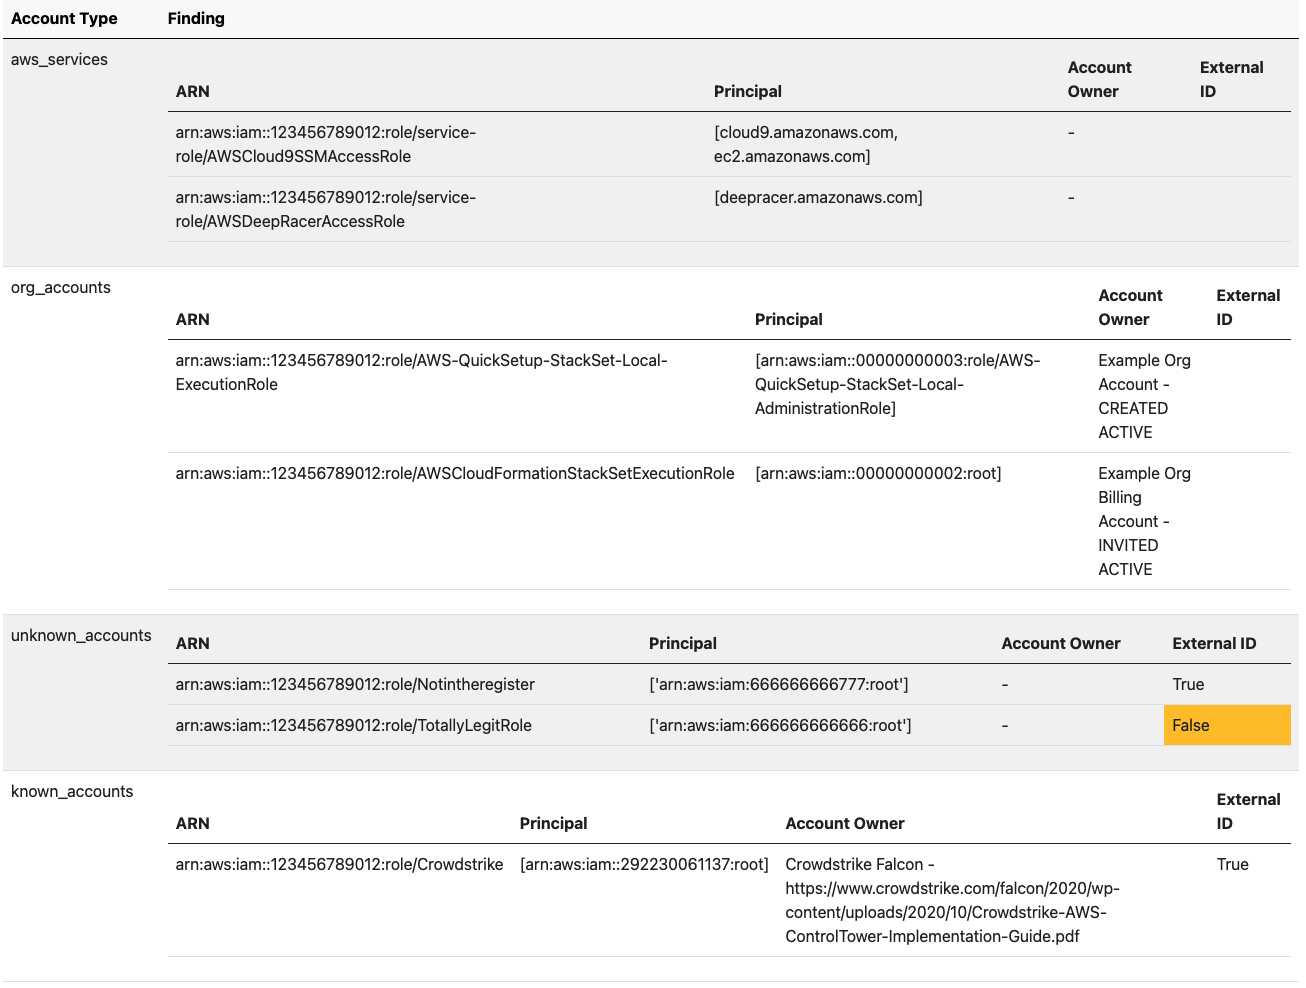 Account Type Finding
aws_services
ARN Principal Account Owner External ID
arn:aws:iam::123456789012:role/service-
role/AWSCloud9SSMAccessRole
[cloud9.amazonaws.com,
ec2.amazonaws.com]
-
arn:aws:iam::123456789012:role/service-
role/AWSDeepRacerAccessRole
[deepracer.amazonaws.com]
-
org_accounts
ARN Principal Account Owner External ID
arn:aws:iam::123456789012:role/AWS-QuickSetup-StackSet-Local-
ExecutionRole
[arn:aws:iam::00000000003:role/AWS-
QuickSetup-StackSet-Local-
AdministrationRole]
Example Org
Account -
CREATED
ACTIVE
arn:aws:iam::123456789012:role/AWSCloudFormationStackSetExecutionRole
[arn:aws:iam::00000000002:root]
Example Org
Billing
Account -
INVITED
ACTIVE
unknown_accounts
ARN Principal Account Owner External ID
arn:aws:iam::123456789012:role/Notintheregister ['arn:aws:iam:666666666777:root'] - True
arn:aws:iam::123456789012:role/TotallyLegitRole ['arn:aws:iam:666666666666:root'] - False
known_accounts
ARN Principal Account Owner External ID
arn:aws:iam::123456789012:role/Crowdstrike
[arn:aws:iam::292230061137:root]
Crowdstrike Falcon -
https://www.crowdstrike.com/falcon/2020/wp-
content/uploads/2020/10/Crowdstrike-AWS-
ControlTower-Implementation-Guide.pdf
True